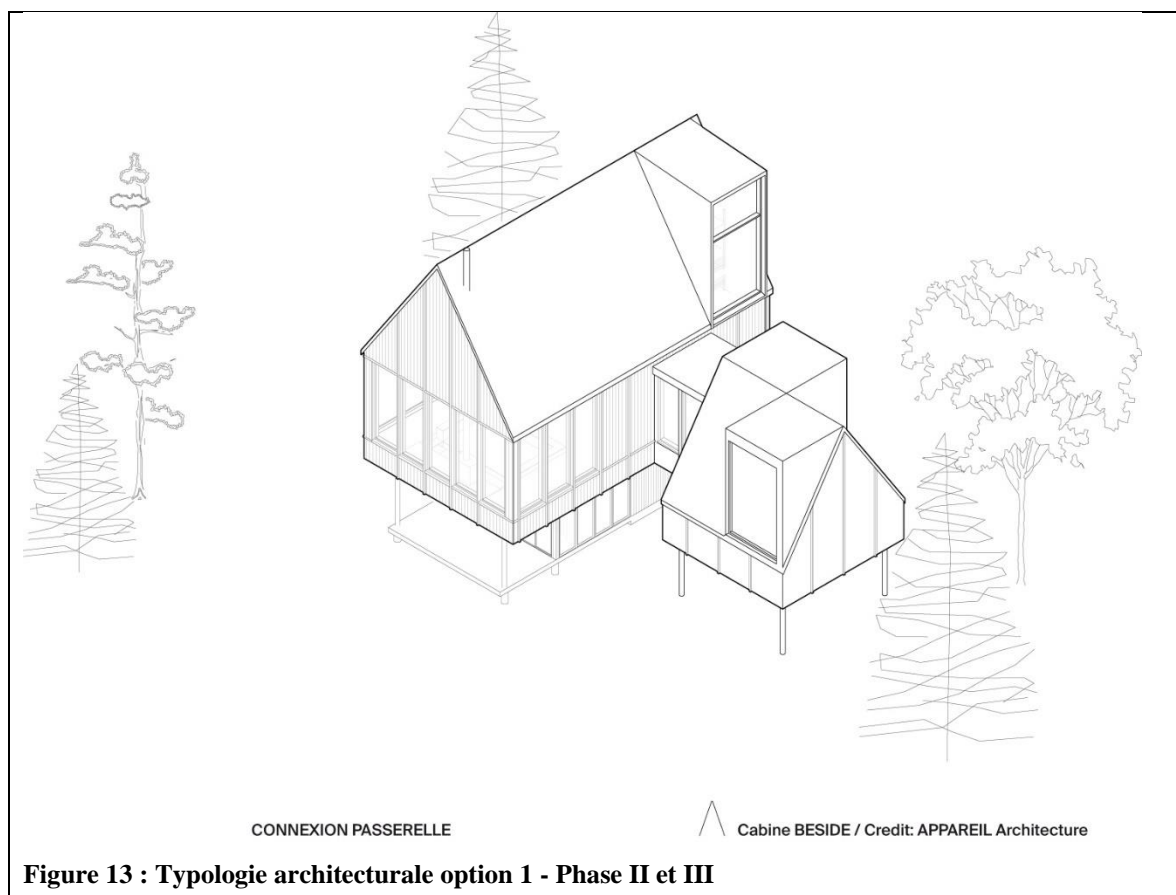 CONNEXION PASSERELLE
Cabine BESIDE / Credit: APPAREIL Architecture
Figure 13 : Typologie architecturale option 1 - Phase II et III